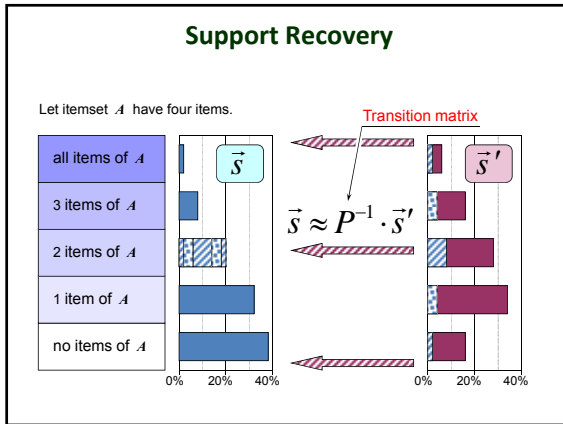 Support Recovery
Let itemset A have four items.
Transition matrix
all items of A
3 items of A
2 items of A
1 item of A
no items of A
s⃗
s⃗ ≈ P⁻¹ · s⃗′
s⃗′
0% 20% 40%
0% 20% 40%